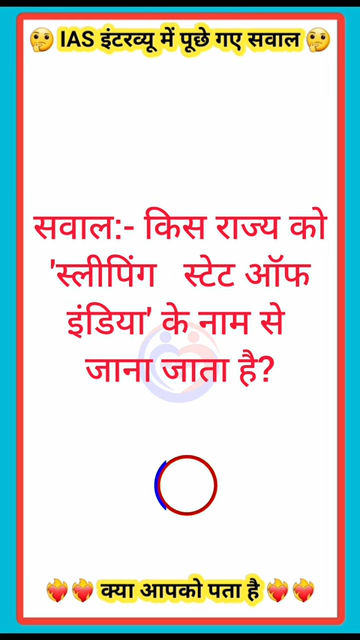 🤔 IAS इंटरव्यू में पूछे गए सवाल 🤔
सवाल:- किस राज्य को
'स्लीपिंग स्टेट ऑफ
इंडिया' के नाम से
जाना जाता है?
❤️‍🔥❤️‍🔥 क्या आपको पता है ❤️‍🔥❤️‍🔥